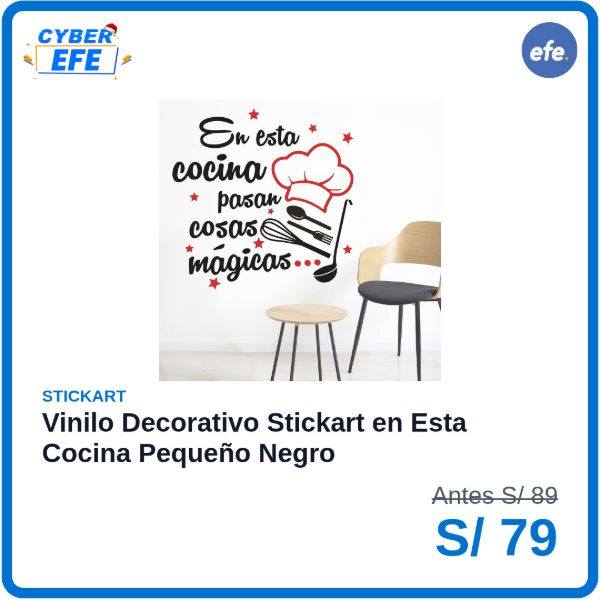 CYBER
EFE
efe.
En esta
cocina
pasan
cosas
mágicas...
STICKART
Vinilo Decorativo Stickart en Esta
Cocina Pequeño Negro
Antes S/ 89
S/ 79